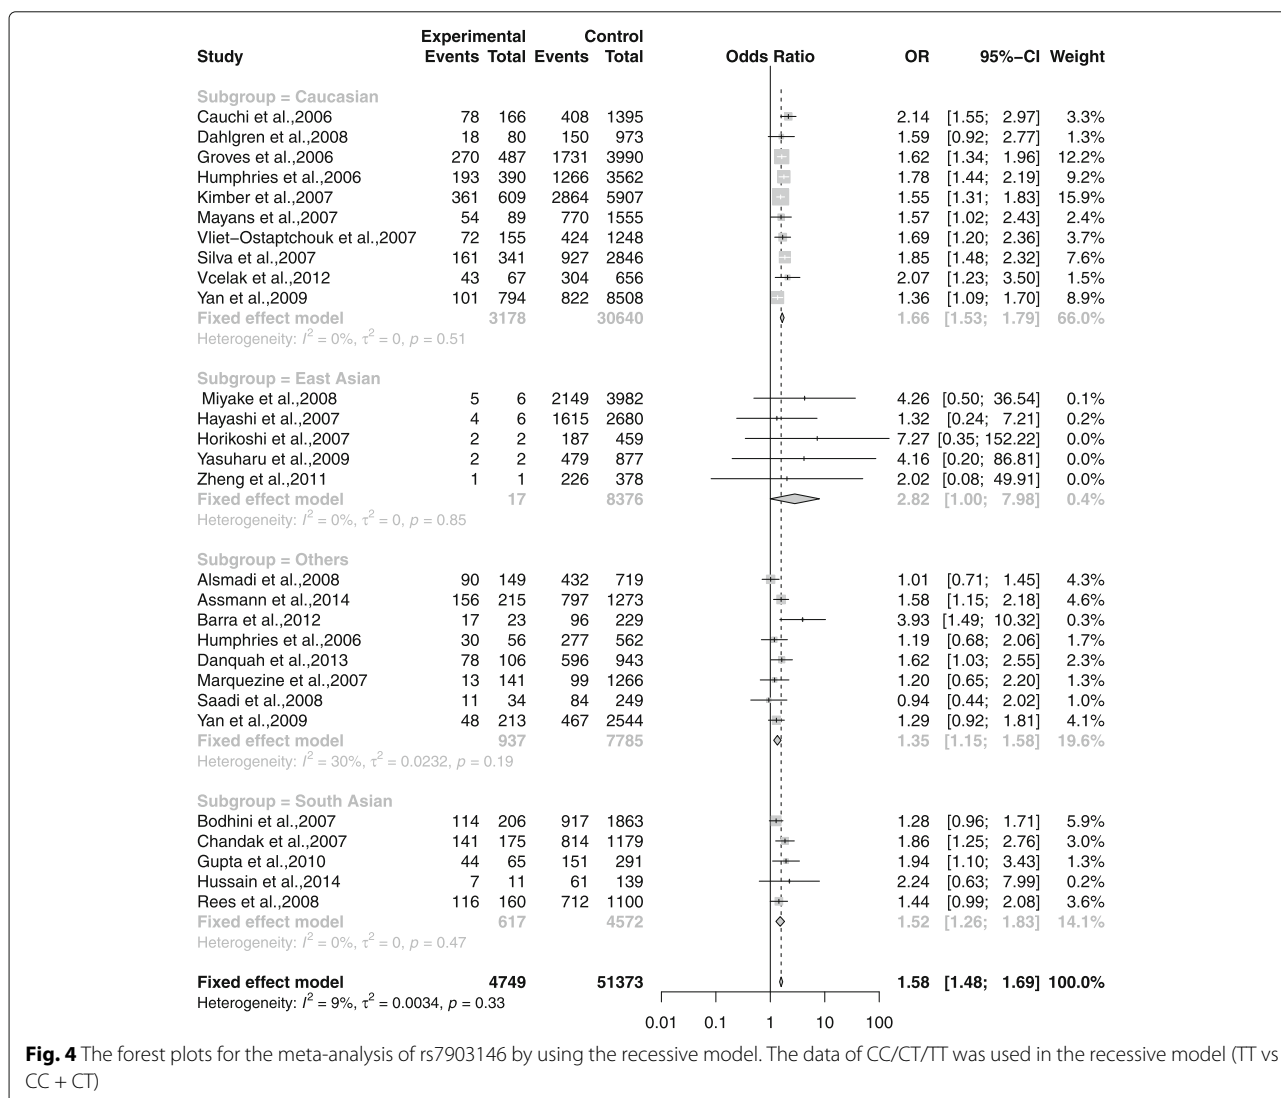 Experimental Control
Study Events Total Events Total Odds Ratio OR 95%−CI Weight
Subgroup = Caucasian
Cauchi et al.,2006 78 166 408 1395 2.14 [1.55; 2.97] 3.3%
Dahlgren et al.,2008 18 80 150 973 1.59 [0.92; 2.77] 1.3%
Groves et al.,2006 270 487 1731 3990 1.62 [1.34; 1.96] 12.2%
Humphries et al.,2006 193 390 1266 3562 1.78 [1.44; 2.19] 9.2%
Kimber et al.,2007 361 609 2864 5907 1.55 [1.31; 1.83] 15.9%
Mayans et al.,2007 54 89 770 1555 1.57 [1.02; 2.43] 2.4%
Vliet−Ostaptchouk et al.,2007 72 155 424 1248 1.69 [1.20; 2.36] 3.7%
Silva et al.,2007 161 341 927 2846 1.85 [1.48; 2.32] 7.6%
Vcelak et al.,2012 43 67 304 656 2.07 [1.23; 3.50] 1.5%
Yan et al.,2009 101 794 822 8508 1.36 [1.09; 1.70] 8.9%
Fixed effect model 3178 30640 1.66 [1.53; 1.79] 66.0%
Heterogeneity: I² = 0%, τ² = 0, p = 0.51
Subgroup = East Asian
Miyake et al.,2008 5 6 2149 3982 4.26 [0.50; 36.54] 0.1%
Hayashi et al.,2007 4 6 1615 2680 1.32 [0.24; 7.21] 0.2%
Horikoshi et al.,2007 2 2 187 459 7.27 [0.35; 152.22] 0.0%
Yasuharu et al.,2009 2 2 479 877 4.16 [0.20; 86.81] 0.0%
Zheng et al.,2011 1 1 226 378 2.02 [0.08; 49.91] 0.0%
Fixed effect model 17 8376 2.82 [1.00; 7.98] 0.4%
Heterogeneity: I² = 0%, τ² = 0, p = 0.85
Subgroup = Others
Alsmadi et al.,2008 90 149 432 719 1.01 [0.71; 1.45] 4.3%
Assmann et al.,2014 156 215 797 1273 1.58 [1.15; 2.18] 4.6%
Barra et al.,2012 17 23 96 229 3.93 [1.49; 10.32] 0.3%
Humphries et al.,2006 30 56 277 562 1.19 [0.68; 2.06] 1.7%
Danquah et al.,2013 78 106 596 943 1.62 [1.03; 2.55] 2.3%
Marquezine et al.,2007 13 141 99 1266 1.20 [0.65; 2.20] 1.3%
Saadi et al.,2008 11 34 84 249 0.94 [0.44; 2.02] 1.0%
Yan et al.,2009 48 213 467 2544 1.29 [0.92; 1.81] 4.1%
Fixed effect model 937 7785 1.35 [1.15; 1.58] 19.6%
Heterogeneity: I² = 30%, τ² = 0.0232, p = 0.19
Subgroup = South Asian
Bodhini et al.,2007 114 206 917 1863 1.28 [0.96; 1.71] 5.9%
Chandak et al.,2007 141 175 814 1179 1.86 [1.25; 2.76] 3.0%
Gupta et al.,2010 44 65 151 291 1.94 [1.10; 3.43] 1.3%
Hussain et al.,2014 7 11 61 139 2.24 [0.63; 7.99] 0.2%
Rees et al.,2008 116 160 712 1100 1.44 [0.99; 2.08] 3.6%
Fixed effect model 617 4572 1.52 [1.26; 1.83] 14.1%
Heterogeneity: I² = 0%, τ² = 0, p = 0.47
Fixed effect model 4749 51373 1.58 [1.48; 1.69] 100.0%
Heterogeneity: I² = 9%, τ² = 0.0034, p = 0.33
0.01 0.1 1 10 100
Fig. 4 The forest plots for the meta-analysis of rs7903146 by using the recessive model. The data of CC/CT/TT was used in the recessive model (TT vs
CC + CT)